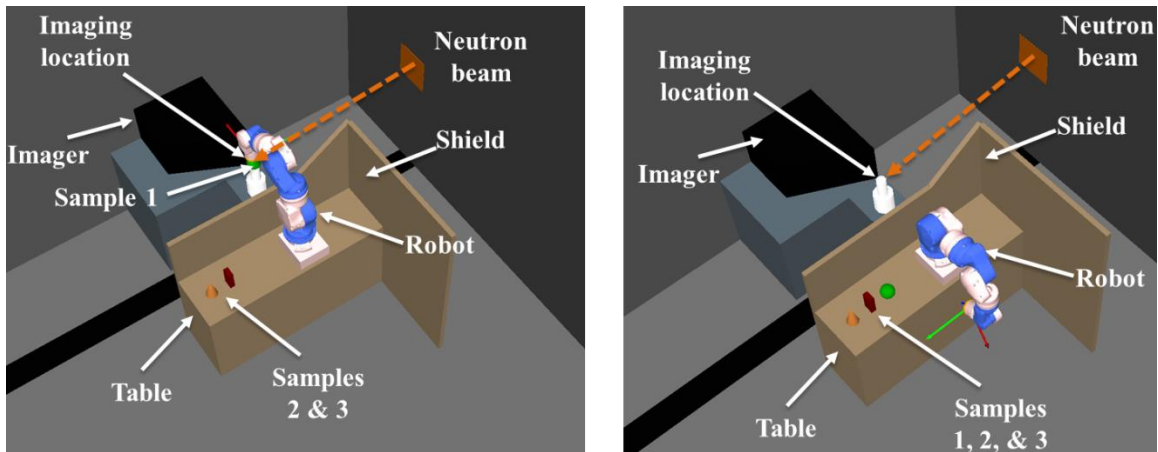 Imaging
location
Neutron
beam
Imager
Shield
Sample 1
Robot
Table
Samples
2 & 3
Imaging
location
Neutron
beam
Imager
Shield
Robot
Table
Samples
1, 2, & 3